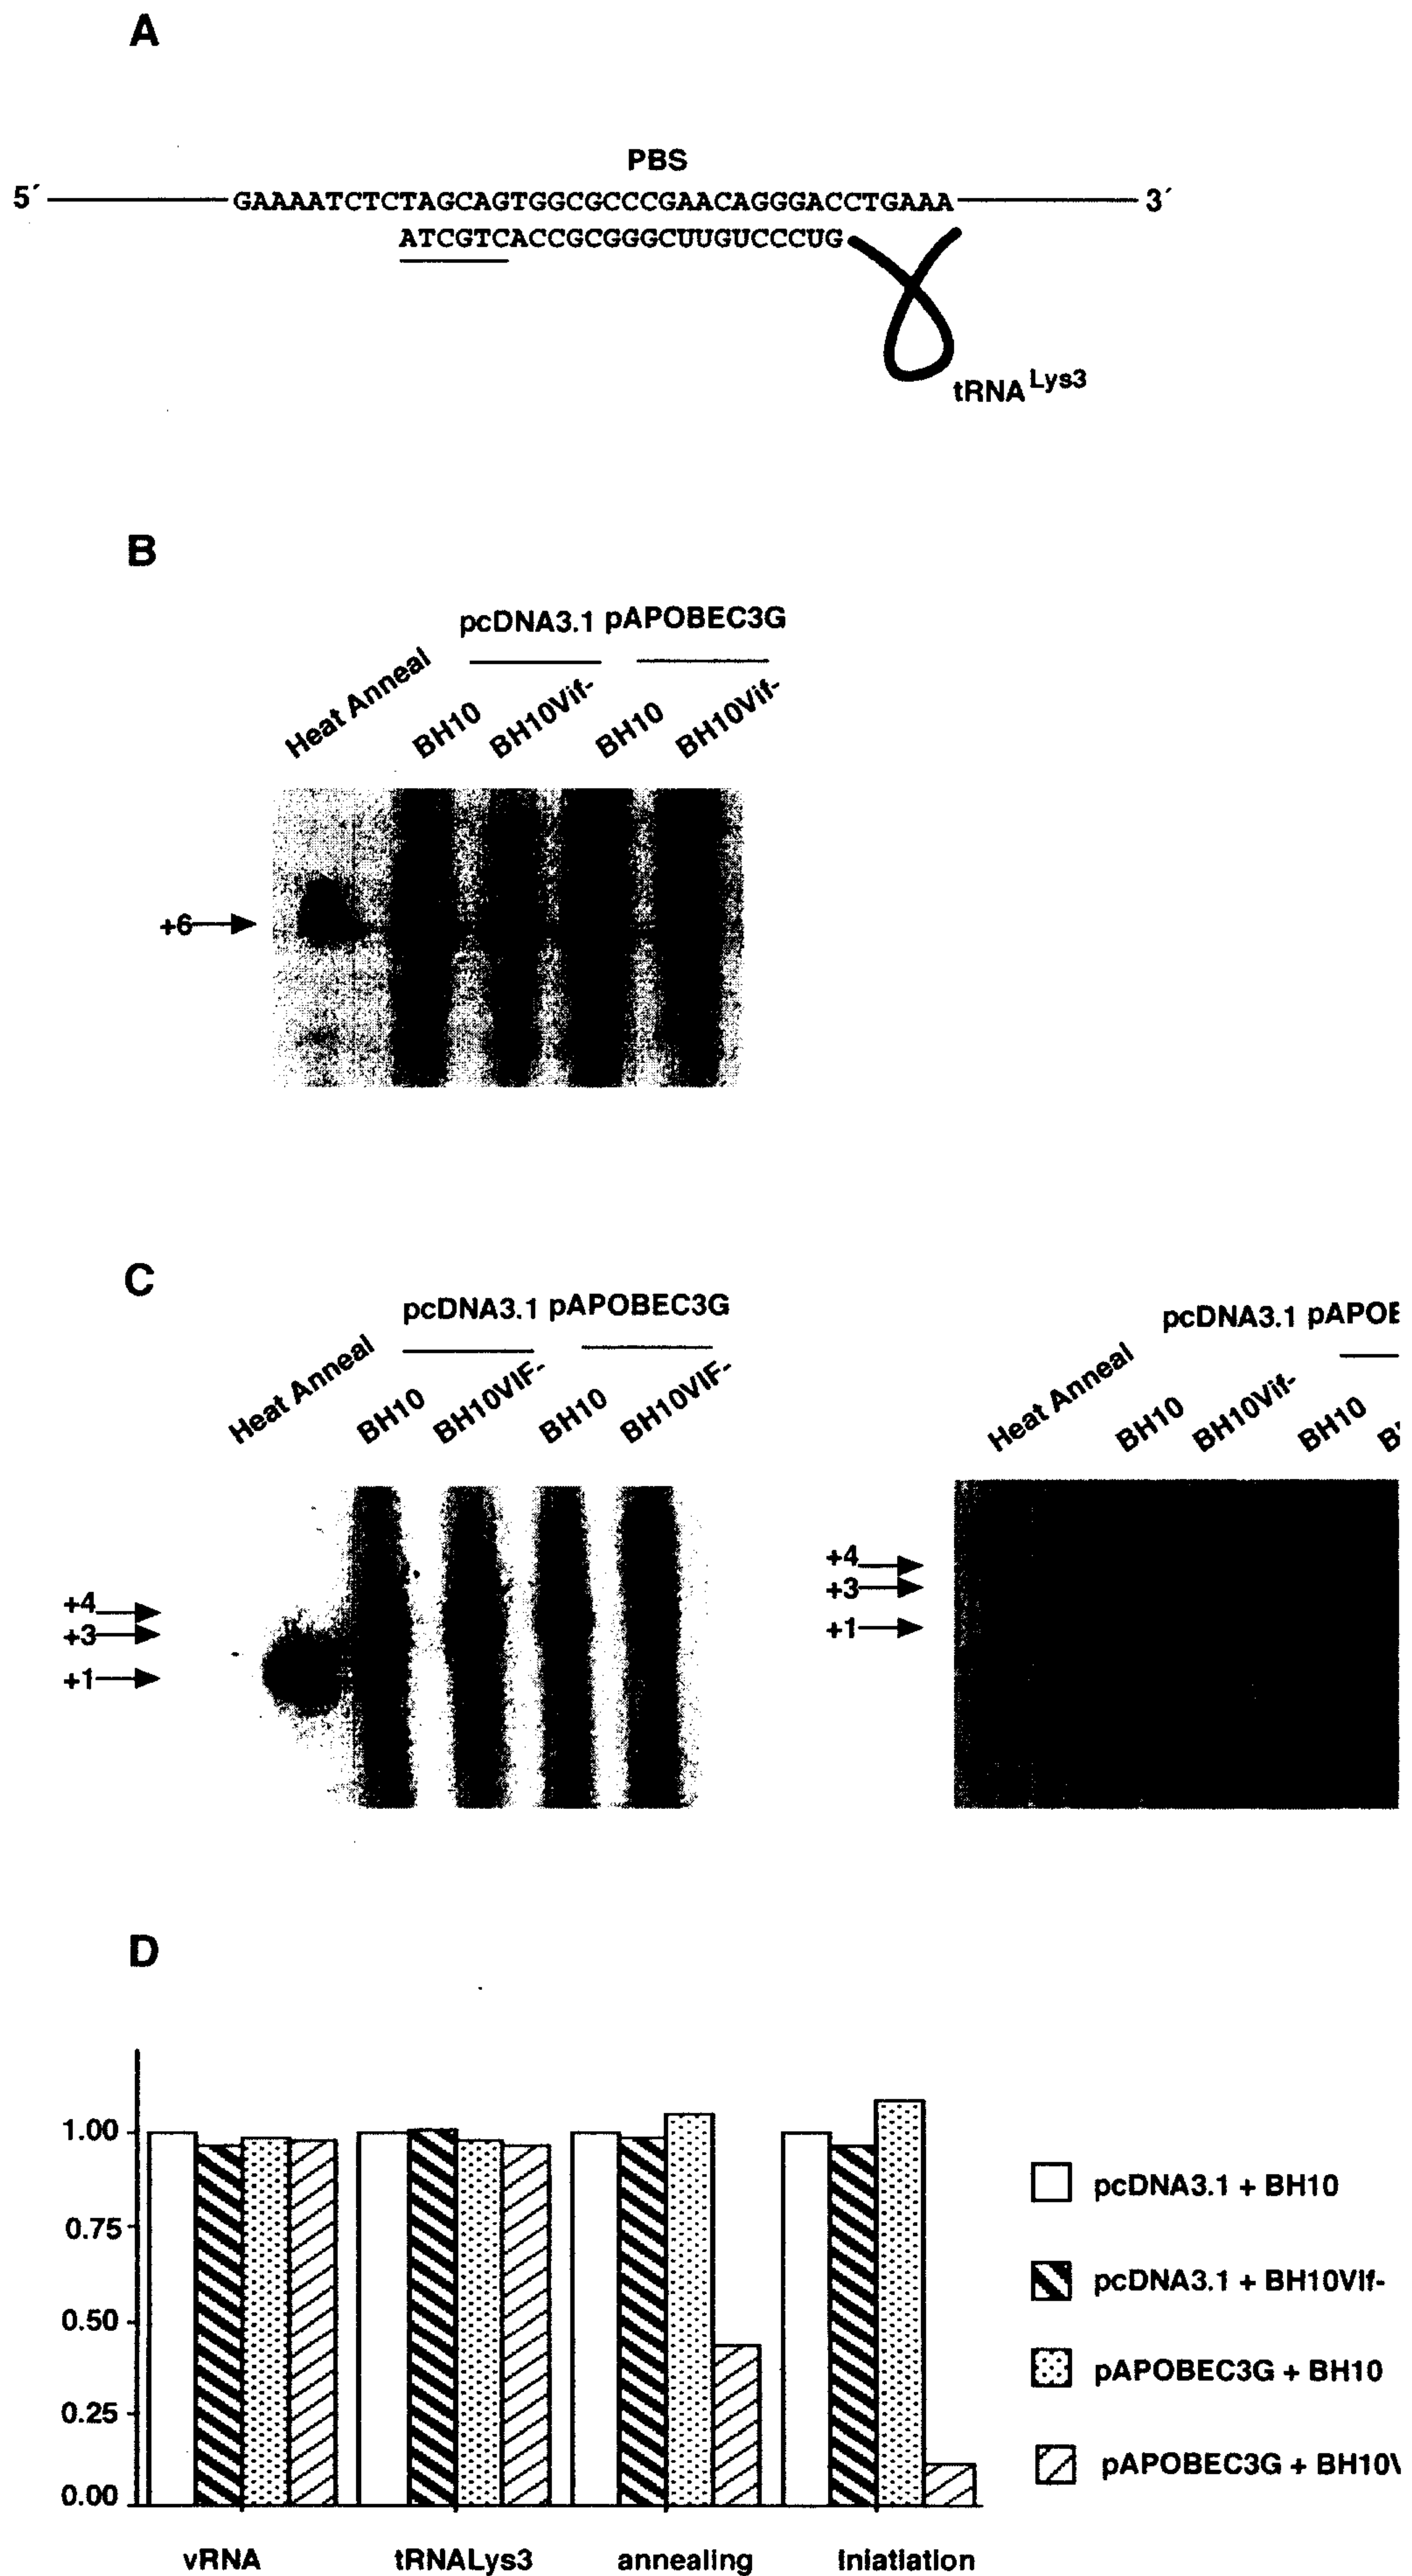 A
PBS
5´ GAAAATCTCTAGCAGTGGCGCCCGAACAGGGACCTGAAA 3´
ATCGTCACCGCGGGCUUGUCCCUG
tRNA Lys3
B
pcDNA3.1 pAPOBEC3G
Heat Anneal BH10 BH10Vif- BH10 BH10Vif-
+6
C
pcDNA3.1 pAPOBEC3G
Heat Anneal BH10 BH10VIF- BH10 BH10VIF-
+4
+3
+1
pcDNA3.1 pAPOB
Heat Anneal BH10 BH10Vif- BH10 B
+4
+3
+1
D
1.00
0.75
0.50
0.25
0.00
vRNA tRNALys3 annealing Iniatiation
pcDNA3.1 + BH10
pcDNA3.1 + BH10Vif-
pAPOBEC3G + BH10
pAPOBEC3G + BH10